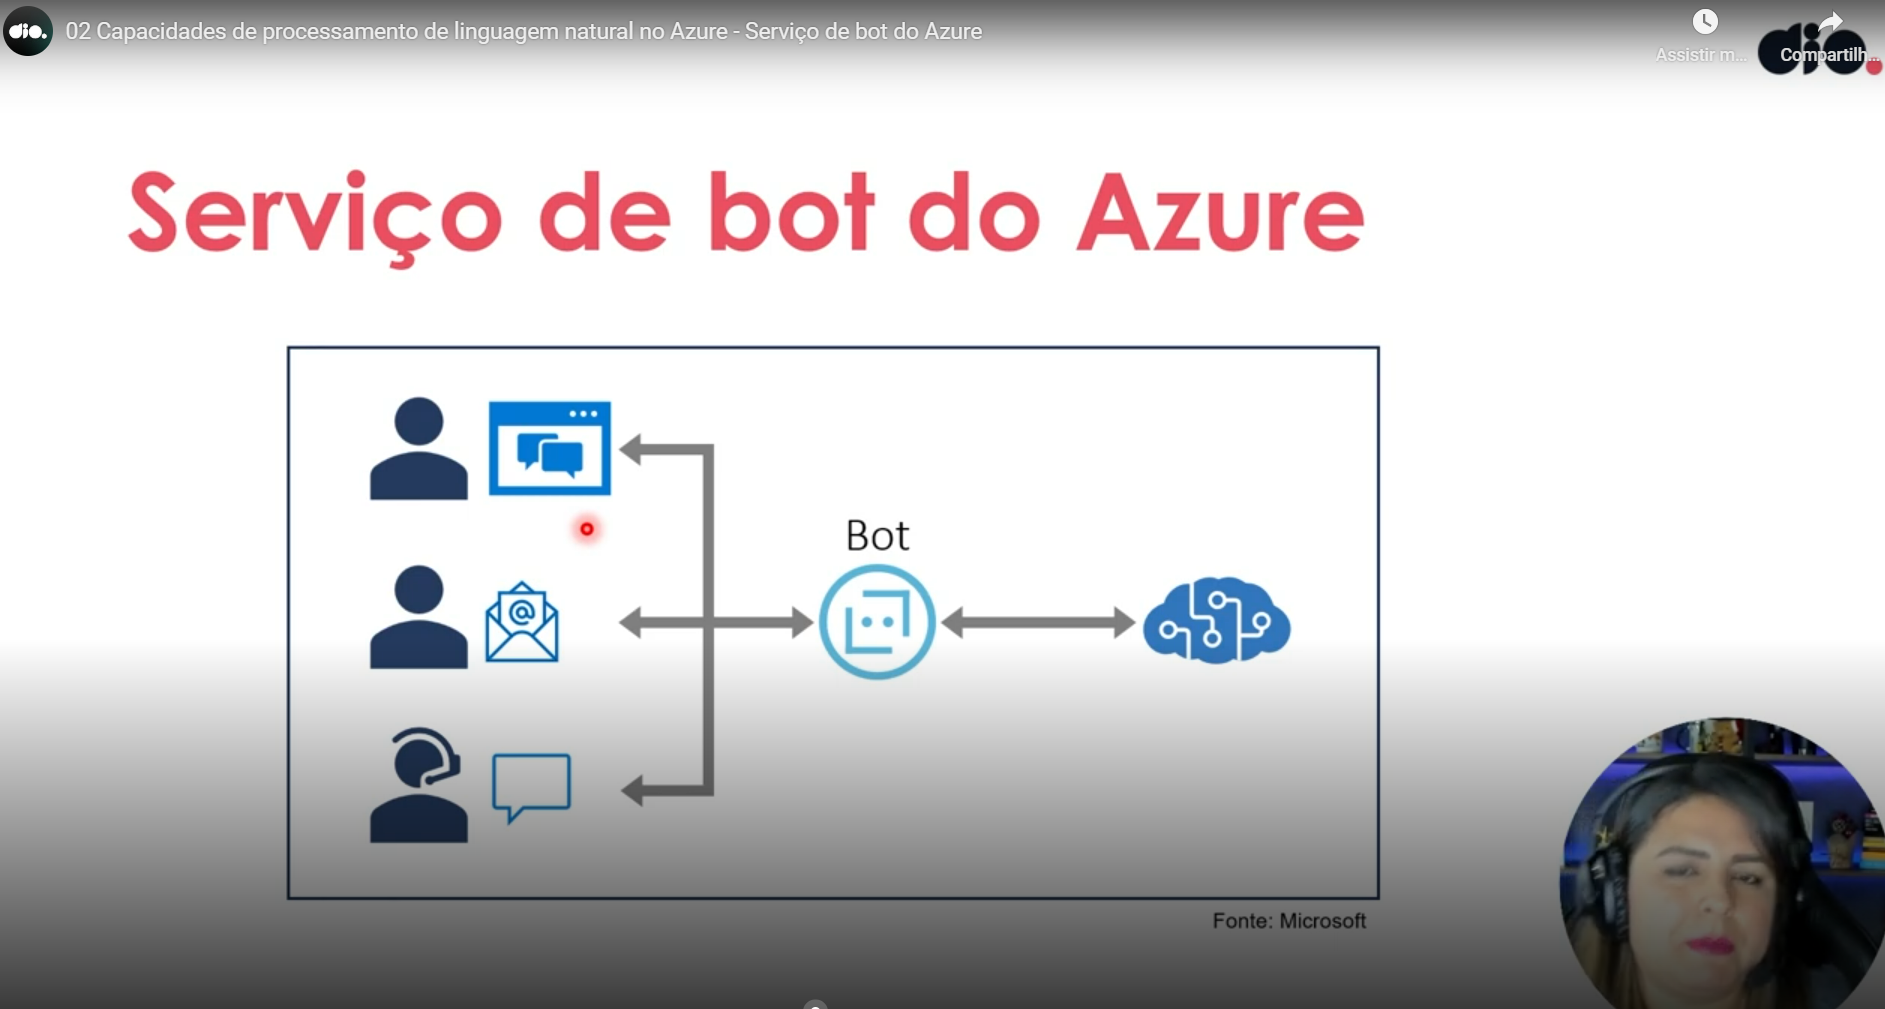 dio.
02 Capacidades de processamento de linguagem natural no Azure - Serviço de bot do Azure
Assistir m...
Compartilh...
dio.
Serviço de bot do Azure
Bot
@
Fonte: Microsoft